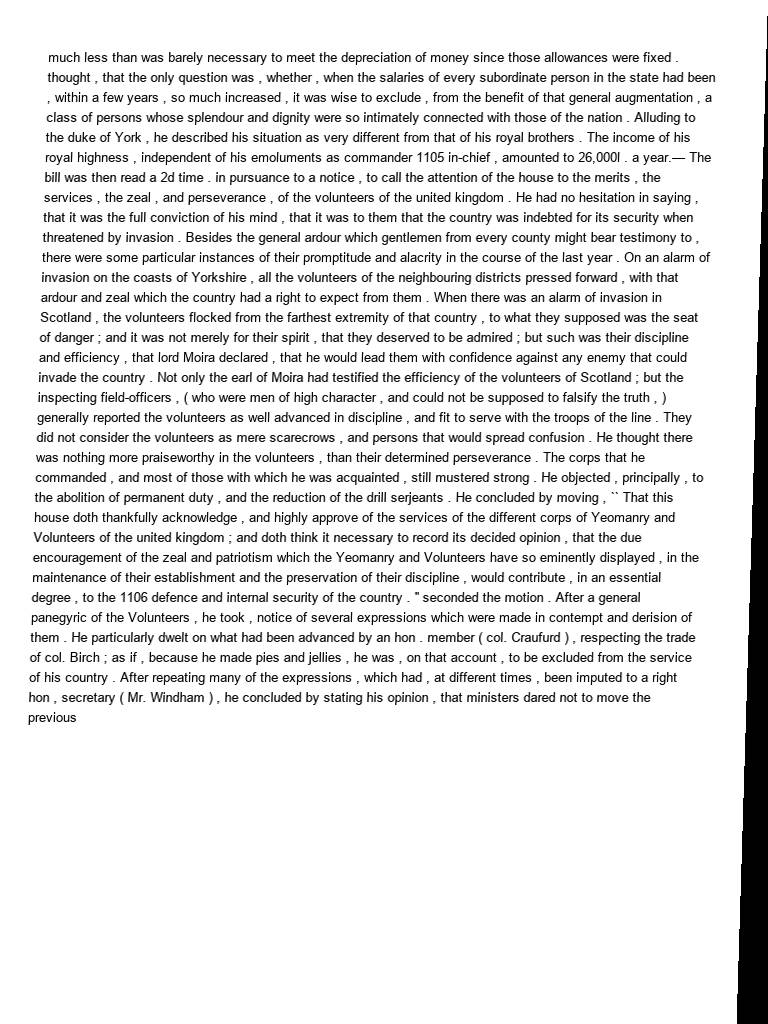 much less than was barely necessary to meet the depreciation of money since those allowances were fixed .
thought , that the only question was , whether , when the salaries of every subordinate person in the state had been
, within a few years , so much increased , it was wise to exclude , from the benefit of that general augmentation , a
class of persons whose splendour and dignity were so intimately connected with those of the nation . Alluding to
the duke of York , he described his situation as very different from that of his royal brothers . The income of his
royal highness , independent of his emoluments as commander 1105 in-chief , amounted to 26,000l . a year.— The
bill was then read a 2d time . in pursuance to a notice , to call the attention of the house to the merits , the
services , the zeal , and perseverance , of the volunteers of the united kingdom . He had no hesitation in saying ,
that it was the full conviction of his mind , that it was to them that the country was indebted for its security when
threatened by invasion . Besides the general ardour which gentlemen from every county might bear testimony to ,
there were some particular instances of their promptitude and alacrity in the course of the last year . On an alarm of
invasion on the coasts of Yorkshire , all the volunteers of the neighbouring districts pressed forward , with that
ardour and zeal which the country had a right to expect from them . When there was an alarm of invasion in
Scotland , the volunteers flocked from the farthest extremity of that country , to what they supposed was the seat
of danger ; and it was not merely for their spirit , that they deserved to be admired ; but such was their discipline
and efficiency , that lord Moira declared , that he would lead them with confidence against any enemy that could
invade the country . Not only the earl of Moira had testified the efficiency of the volunteers of Scotland ; but the
inspecting field-officers , ( who were men of high character , and could not be supposed to falsify the truth , )
generally reported the volunteers as well advanced in discipline , and fit to serve with the troops of the line . They
did not consider the volunteers as mere scarecrows , and persons that would spread confusion . He thought there
was nothing more praiseworthy in the volunteers , than their determined perseverance . The corps that he
commanded , and most of those with which he was acquainted , still mustered strong . He objected , principally , to
the abolition of permanent duty , and the reduction of the drill serjeants . He concluded by moving , `` That this
house doth thankfully acknowledge , and highly approve of the services of the different corps of Yeomanry and
Volunteers of the united kingdom ; and doth think it necessary to record its decided opinion , that the due
encouragement of the zeal and patriotism which the Yeomanry and Volunteers have so eminently displayed , in the
maintenance of their establishment and the preservation of their discipline , would contribute , in an essential
degree , to the 1106 defence and internal security of the country . " seconded the motion . After a general
panegyric of the Volunteers , he took , notice of several expressions which were made in contempt and derision of
them . He particularly dwelt on what had been advanced by an hon . member ( col. Craufurd ) , respecting the trade
of col. Birch ; as if , because he made pies and jellies , he was , on that account , to be excluded from the service
of his country . After repeating many of the expressions , which had , at different times , been imputed to a right
hon , secretary ( Mr. Windham ) , he concluded by stating his opinion , that ministers dared not to move the
previous